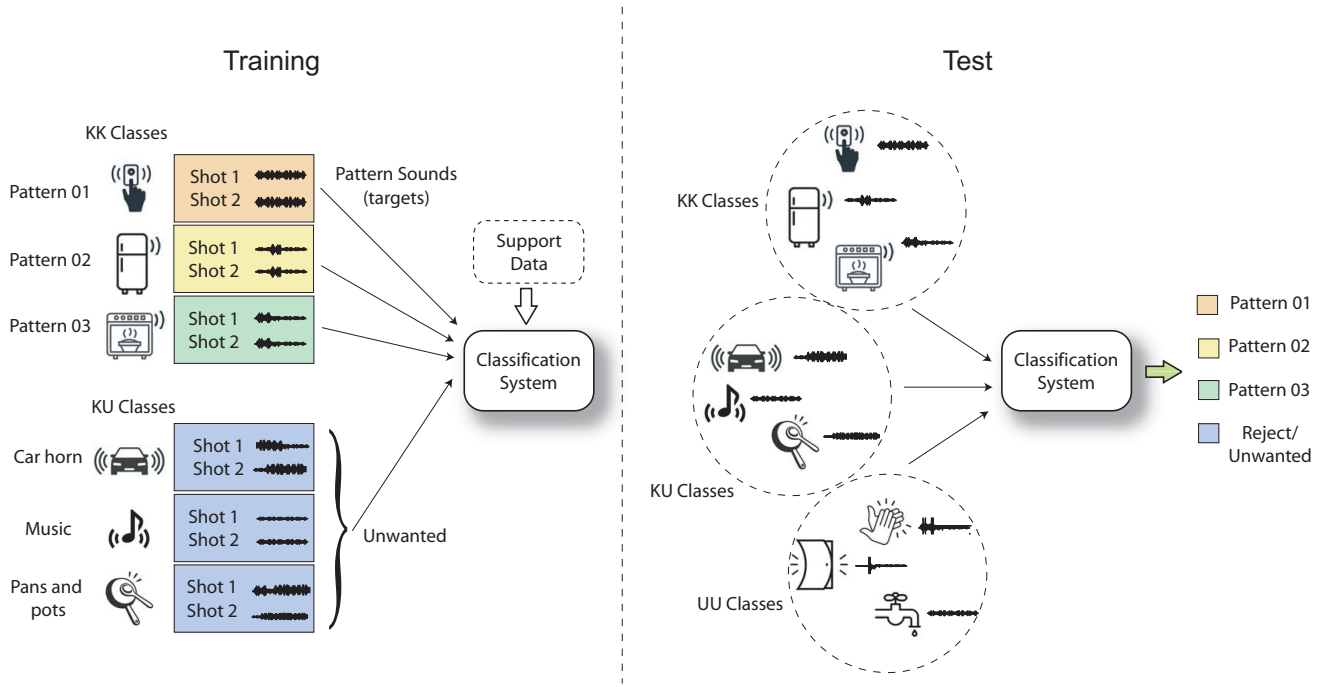 Training
KK Classes
Pattern 01
Shot 1
Shot 2
Pattern 02
Shot 1
Shot 2
Pattern 03
Shot 1
Shot 2
Pattern Sounds
(targets)
Support
Data
Classification
System
KU Classes
Car horn
Shot 1
Shot 2
Music
Shot 1
Shot 2
Pans and
pots
Shot 1
Shot 2
Unwanted
Test
KK Classes
KU Classes
UU Classes
Classification
System
Pattern 01
Pattern 02
Pattern 03
Reject/
Unwanted